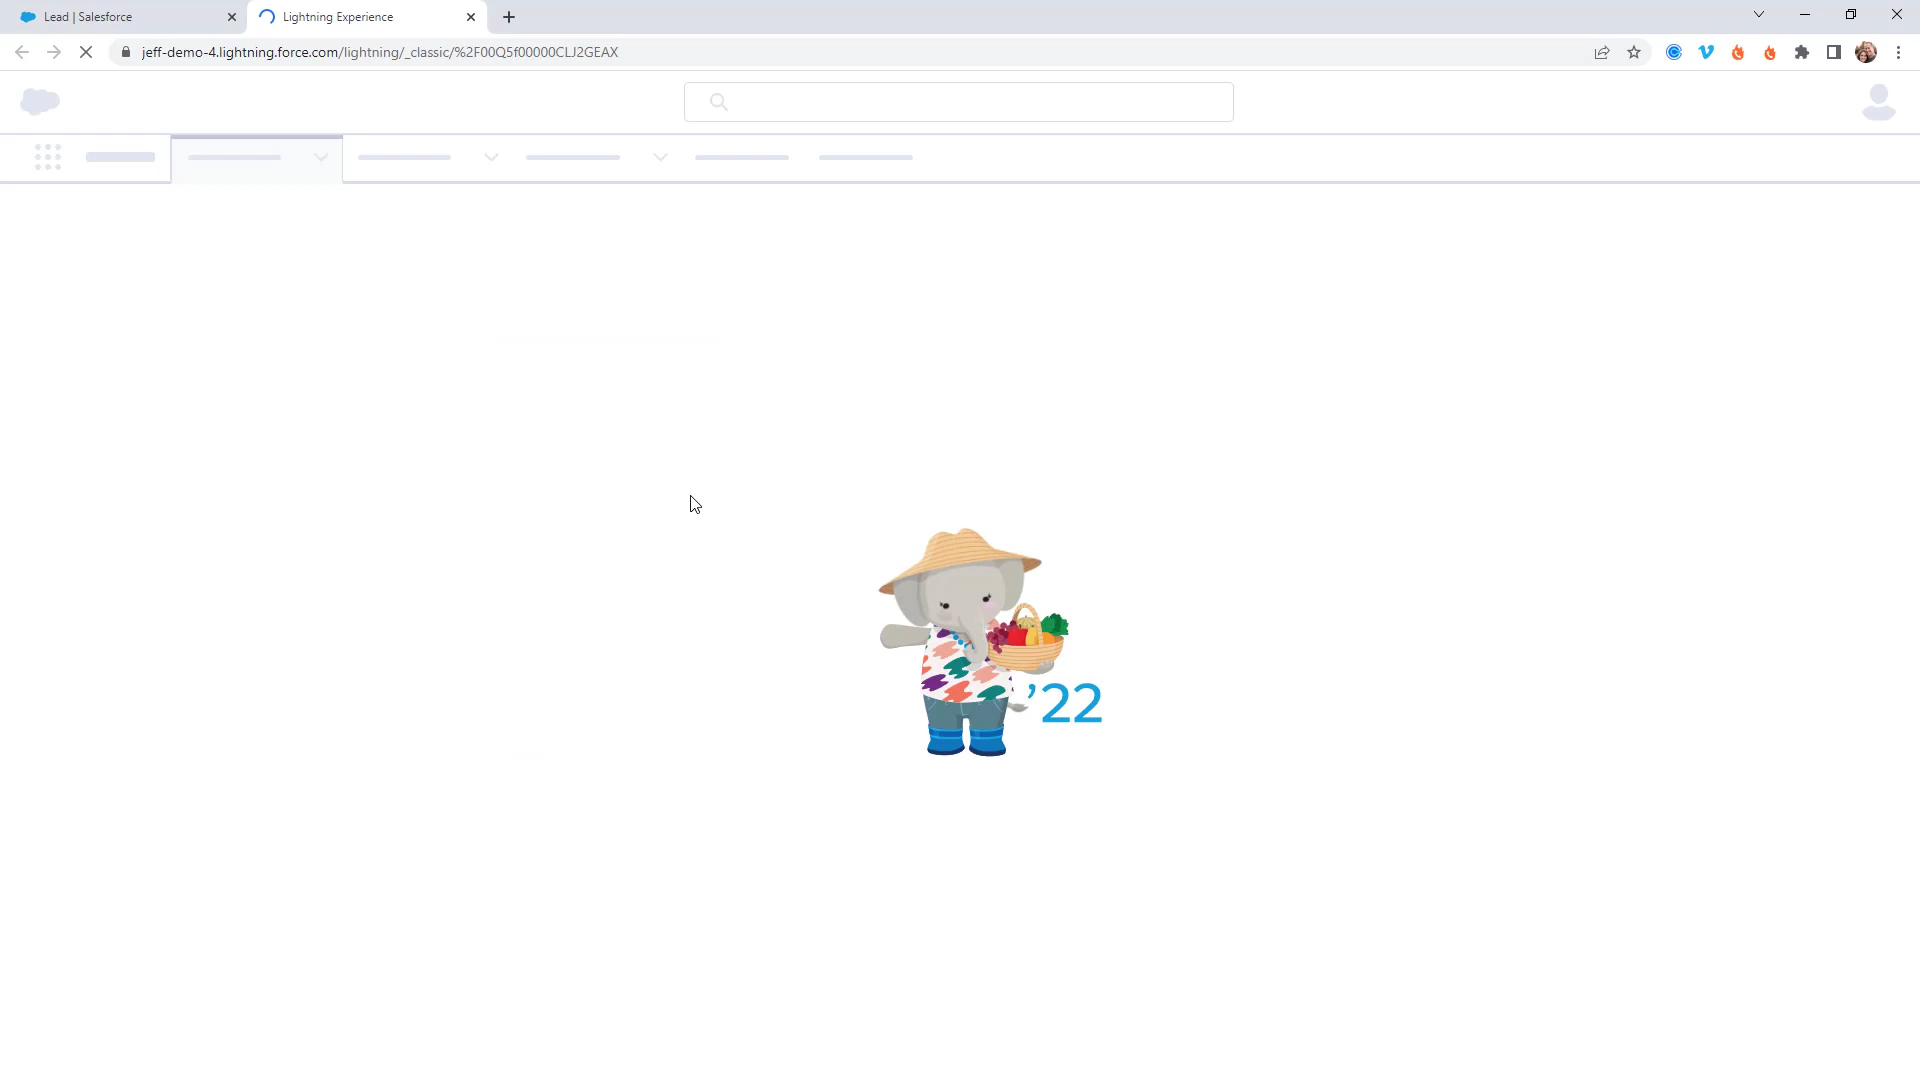 Lead | Salesforce
Lightning Experience
jeff-demo-4.lightning.force.com/lightning/_classic/%2F00Q5f00000CLJ2GEAX
’22